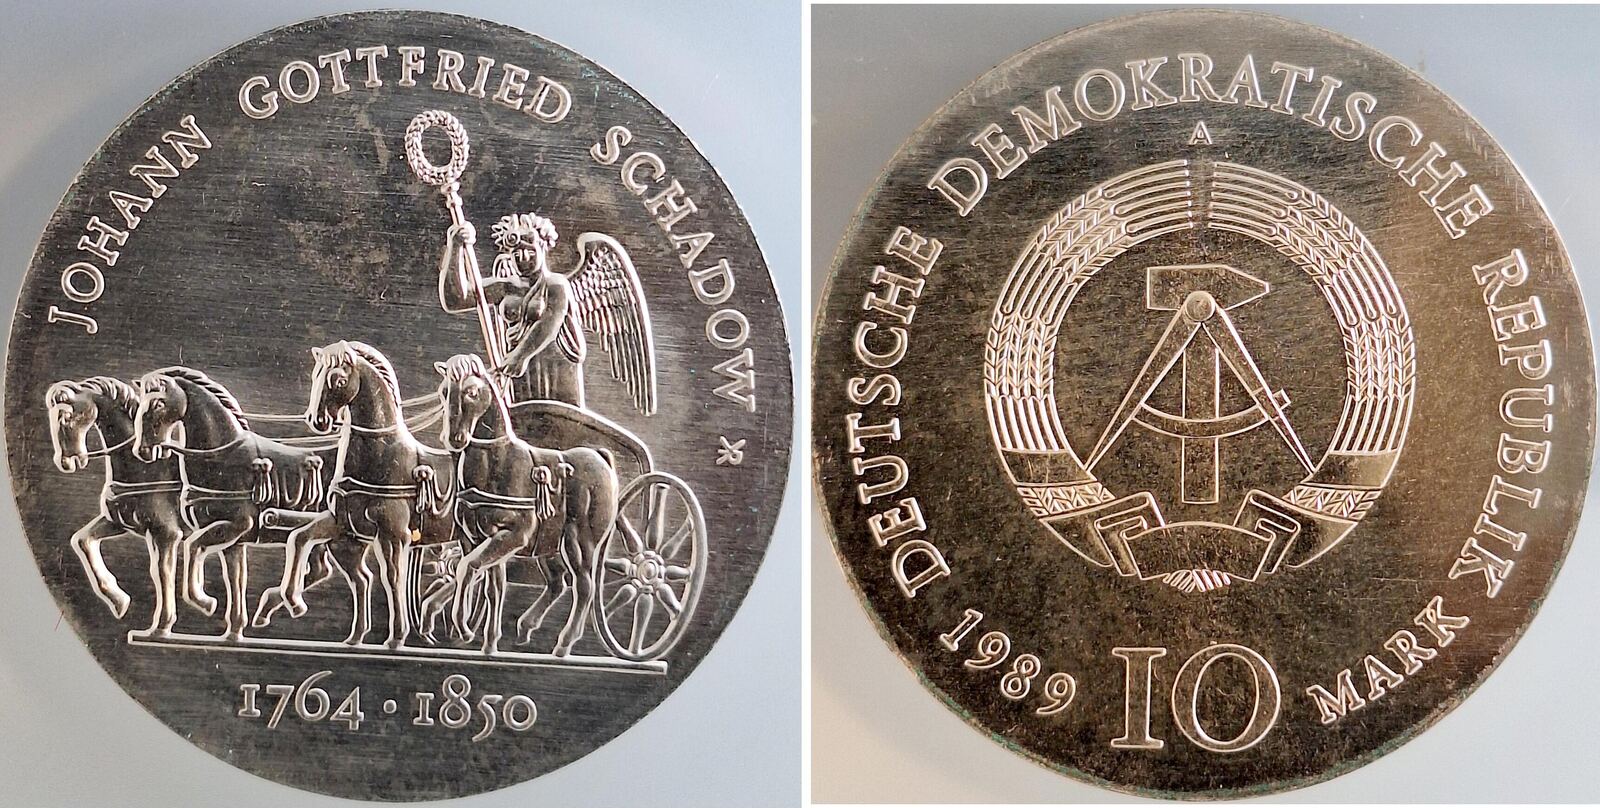 JOHANN GOTTFRIED SCHADOW
1764 · 1850
DEUTSCHE DEMOKRATISCHE REPUBLIK
A
1989 10 MARK